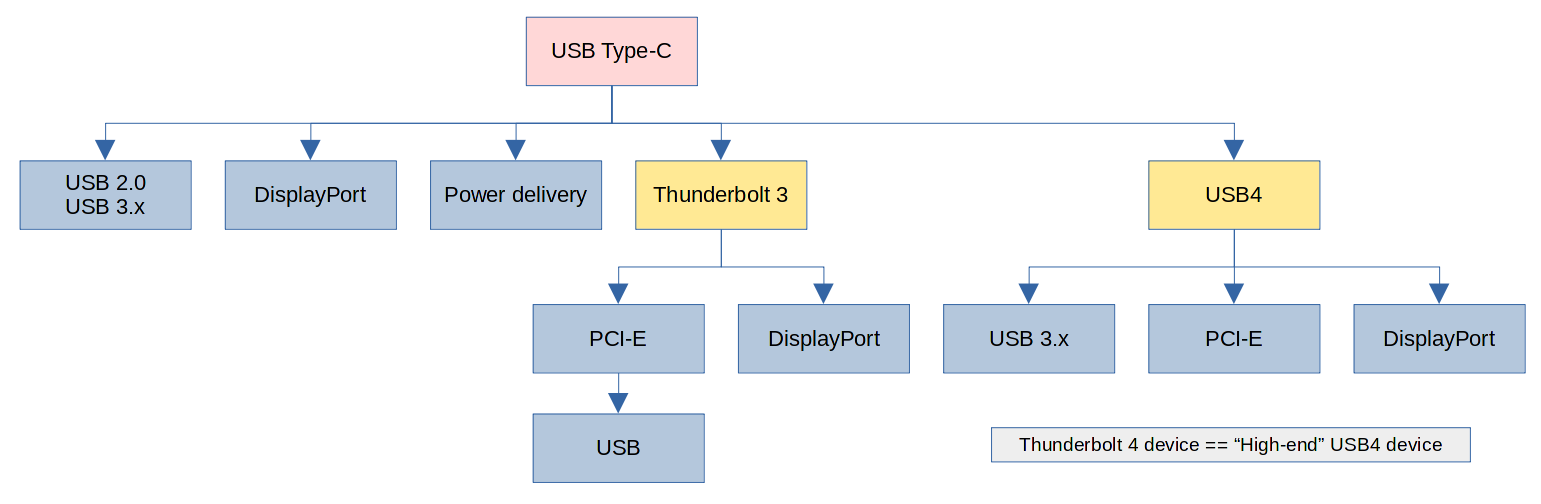 USB Type-C
USB 2.0
USB 3.x
DisplayPort
Power delivery
Thunderbolt 3
USB4
PCI-E
DisplayPort
USB 3.x
PCI-E
DisplayPort
USB
Thunderbolt 4 device == “High-end” USB4 device